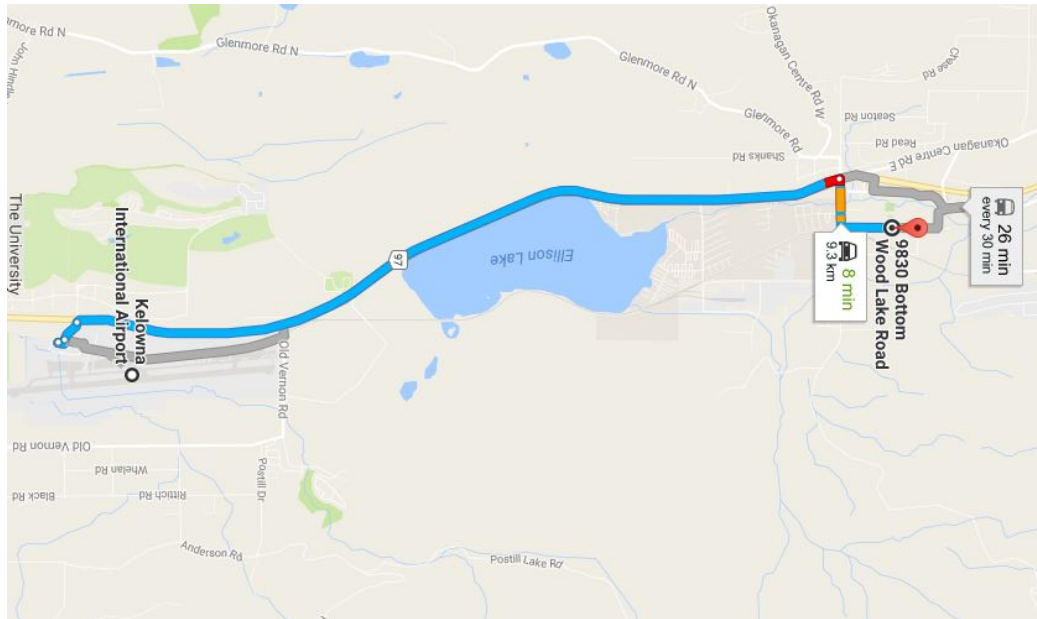 nmore Rd N
Glenmore Rd N
Glenmore Rd N
John Hindle
Okanagan Centre Rd W
Chase Rd
Seaton Rd
Read Rd
Okanagan Centre Rd E
Glenmore Rd
Shanks Rd
26 min
every 30 min
9830 Bottom
Wood Lake Road
8 min
9.3 km
Ellison Lake
97
The University
Kelowna
International Airport
Old Vernon Rd
Old Vernon Rd
Whelan Rd
Rittich Rd
Black Rd
Postill Dr
Anderson Rd
Postill Lake Rd